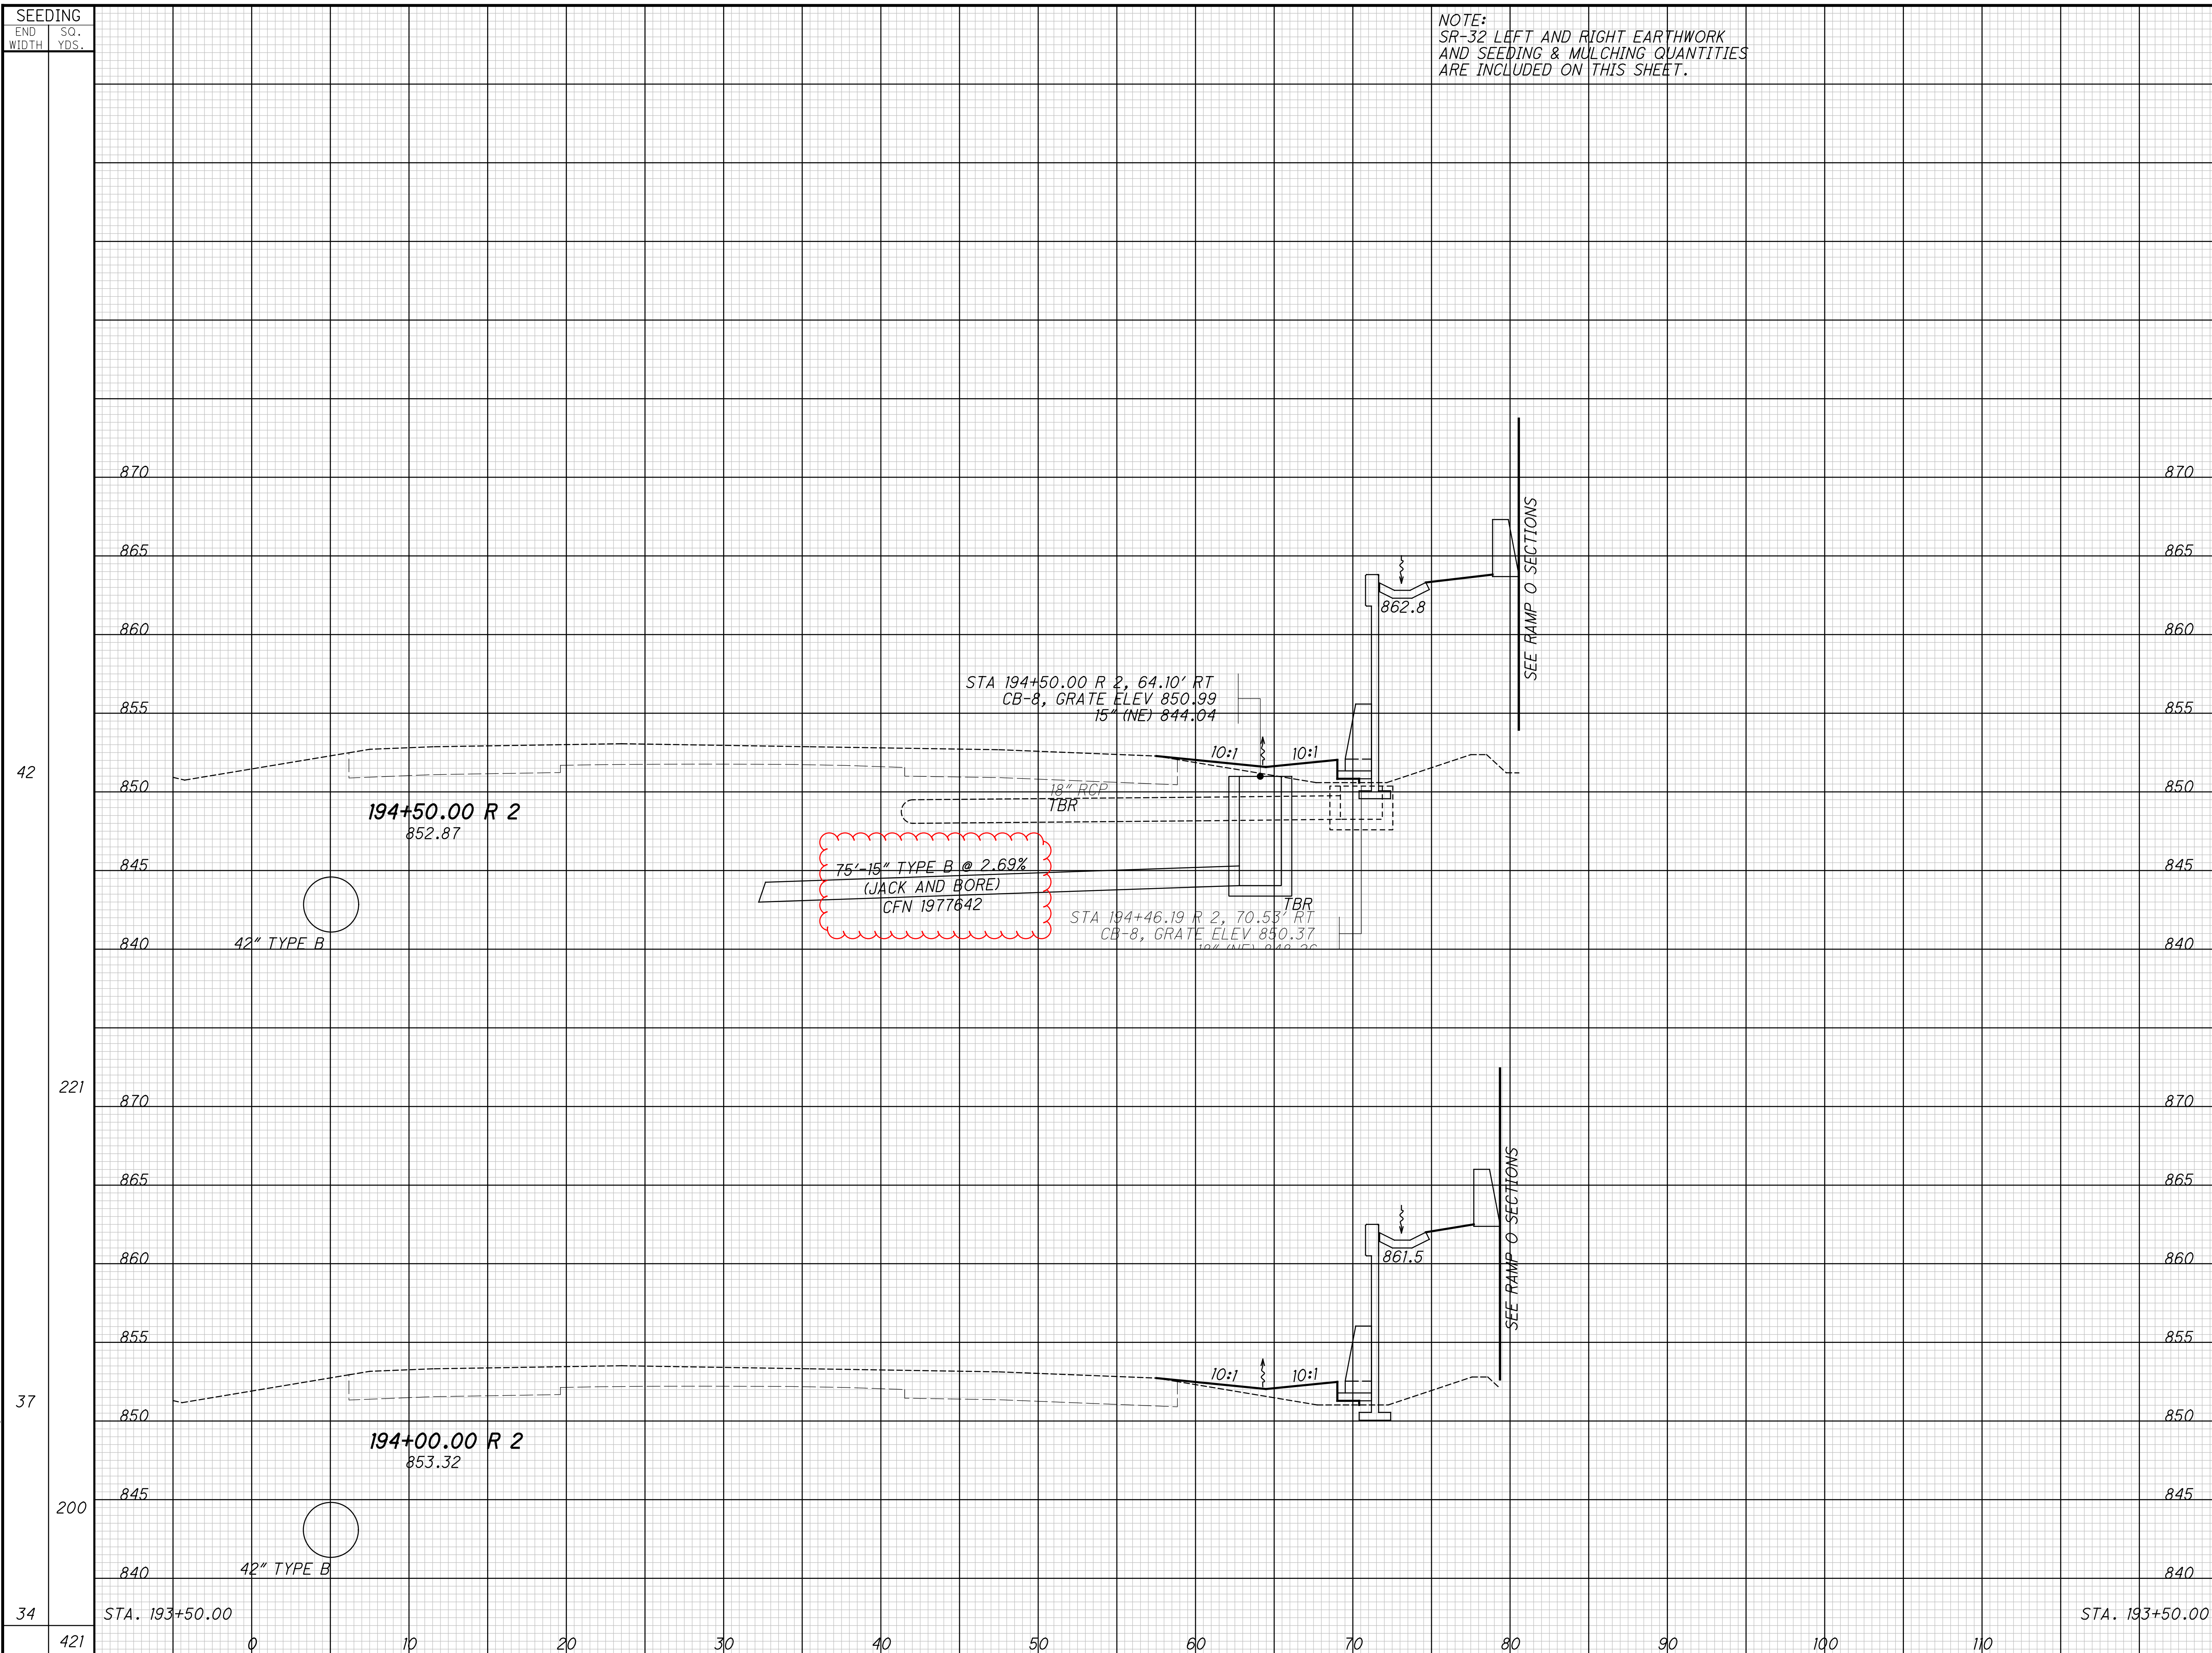 SEEDING
END WIDTH
SQ. YDS.
NOTE:
SR-32 LEFT AND RIGHT EARTHWORK
AND SEEDING & MULCHING QUANTITIES
ARE INCLUDED ON THIS SHEET.
870
870
865
865
SEE RAMP O SECTIONS
862.8
860
860
STA 194+50.00 R 2, 64.10' RT
CB-8, GRATE ELEV 850.99
15" (NE) 844.04
855
855
10:1
10:1
42
850
850
18" RCP
TBR
194+50.00 R 2
852.87
845
845
75'-15" TYPE B @ 2.69%
(JACK AND BORE)
CFN 1977642
TBR
STA 194+46.19 R 2, 70.53' RT
CB-8, GRATE ELEV 850.37
18" (NE) 848.26
42" TYPE B
840
840
221
870
870
865
865
SEE RAMP O SECTIONS
861.5
860
860
855
855
10:1
10:1
37
850
850
194+00.00 R 2
853.32
845
845
200
42" TYPE B
840
840
34
STA. 193+50.00
STA. 193+50.00
421
0 10 20 30 40 50 60 70 80 90 100 110